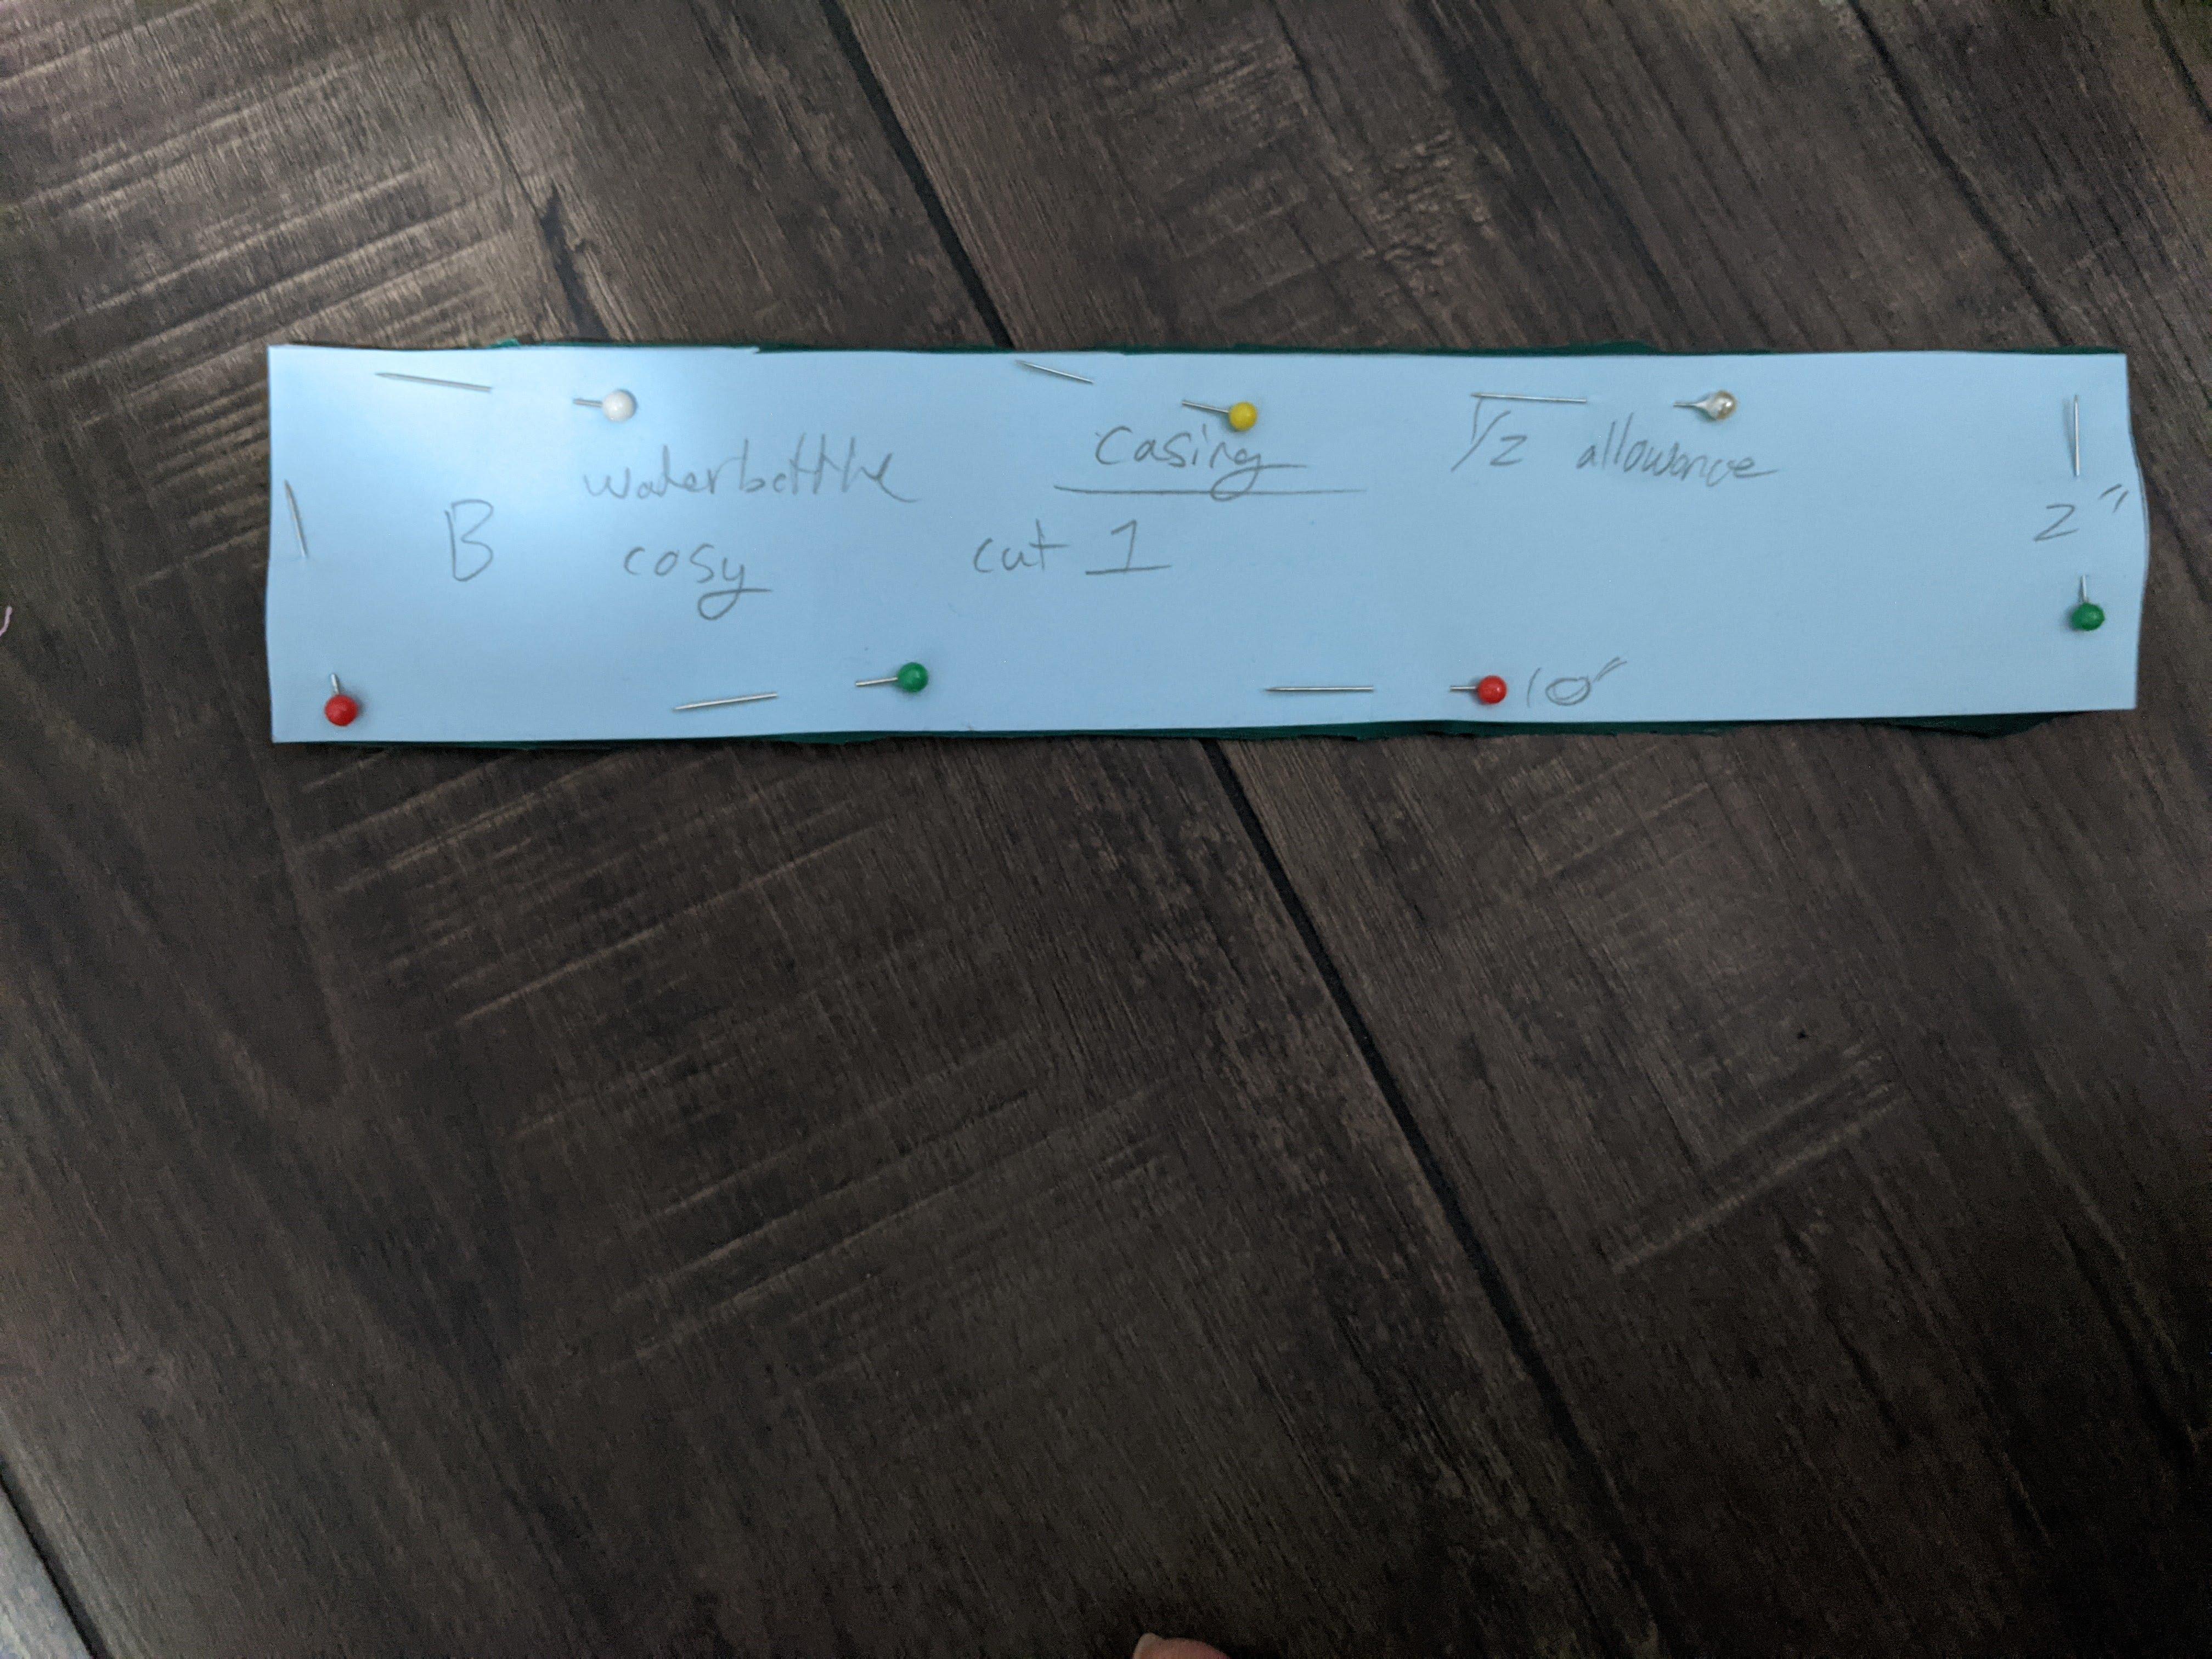 B
waterbottle
cosy
casing
cut 1
1/2 allowance
2"
10"